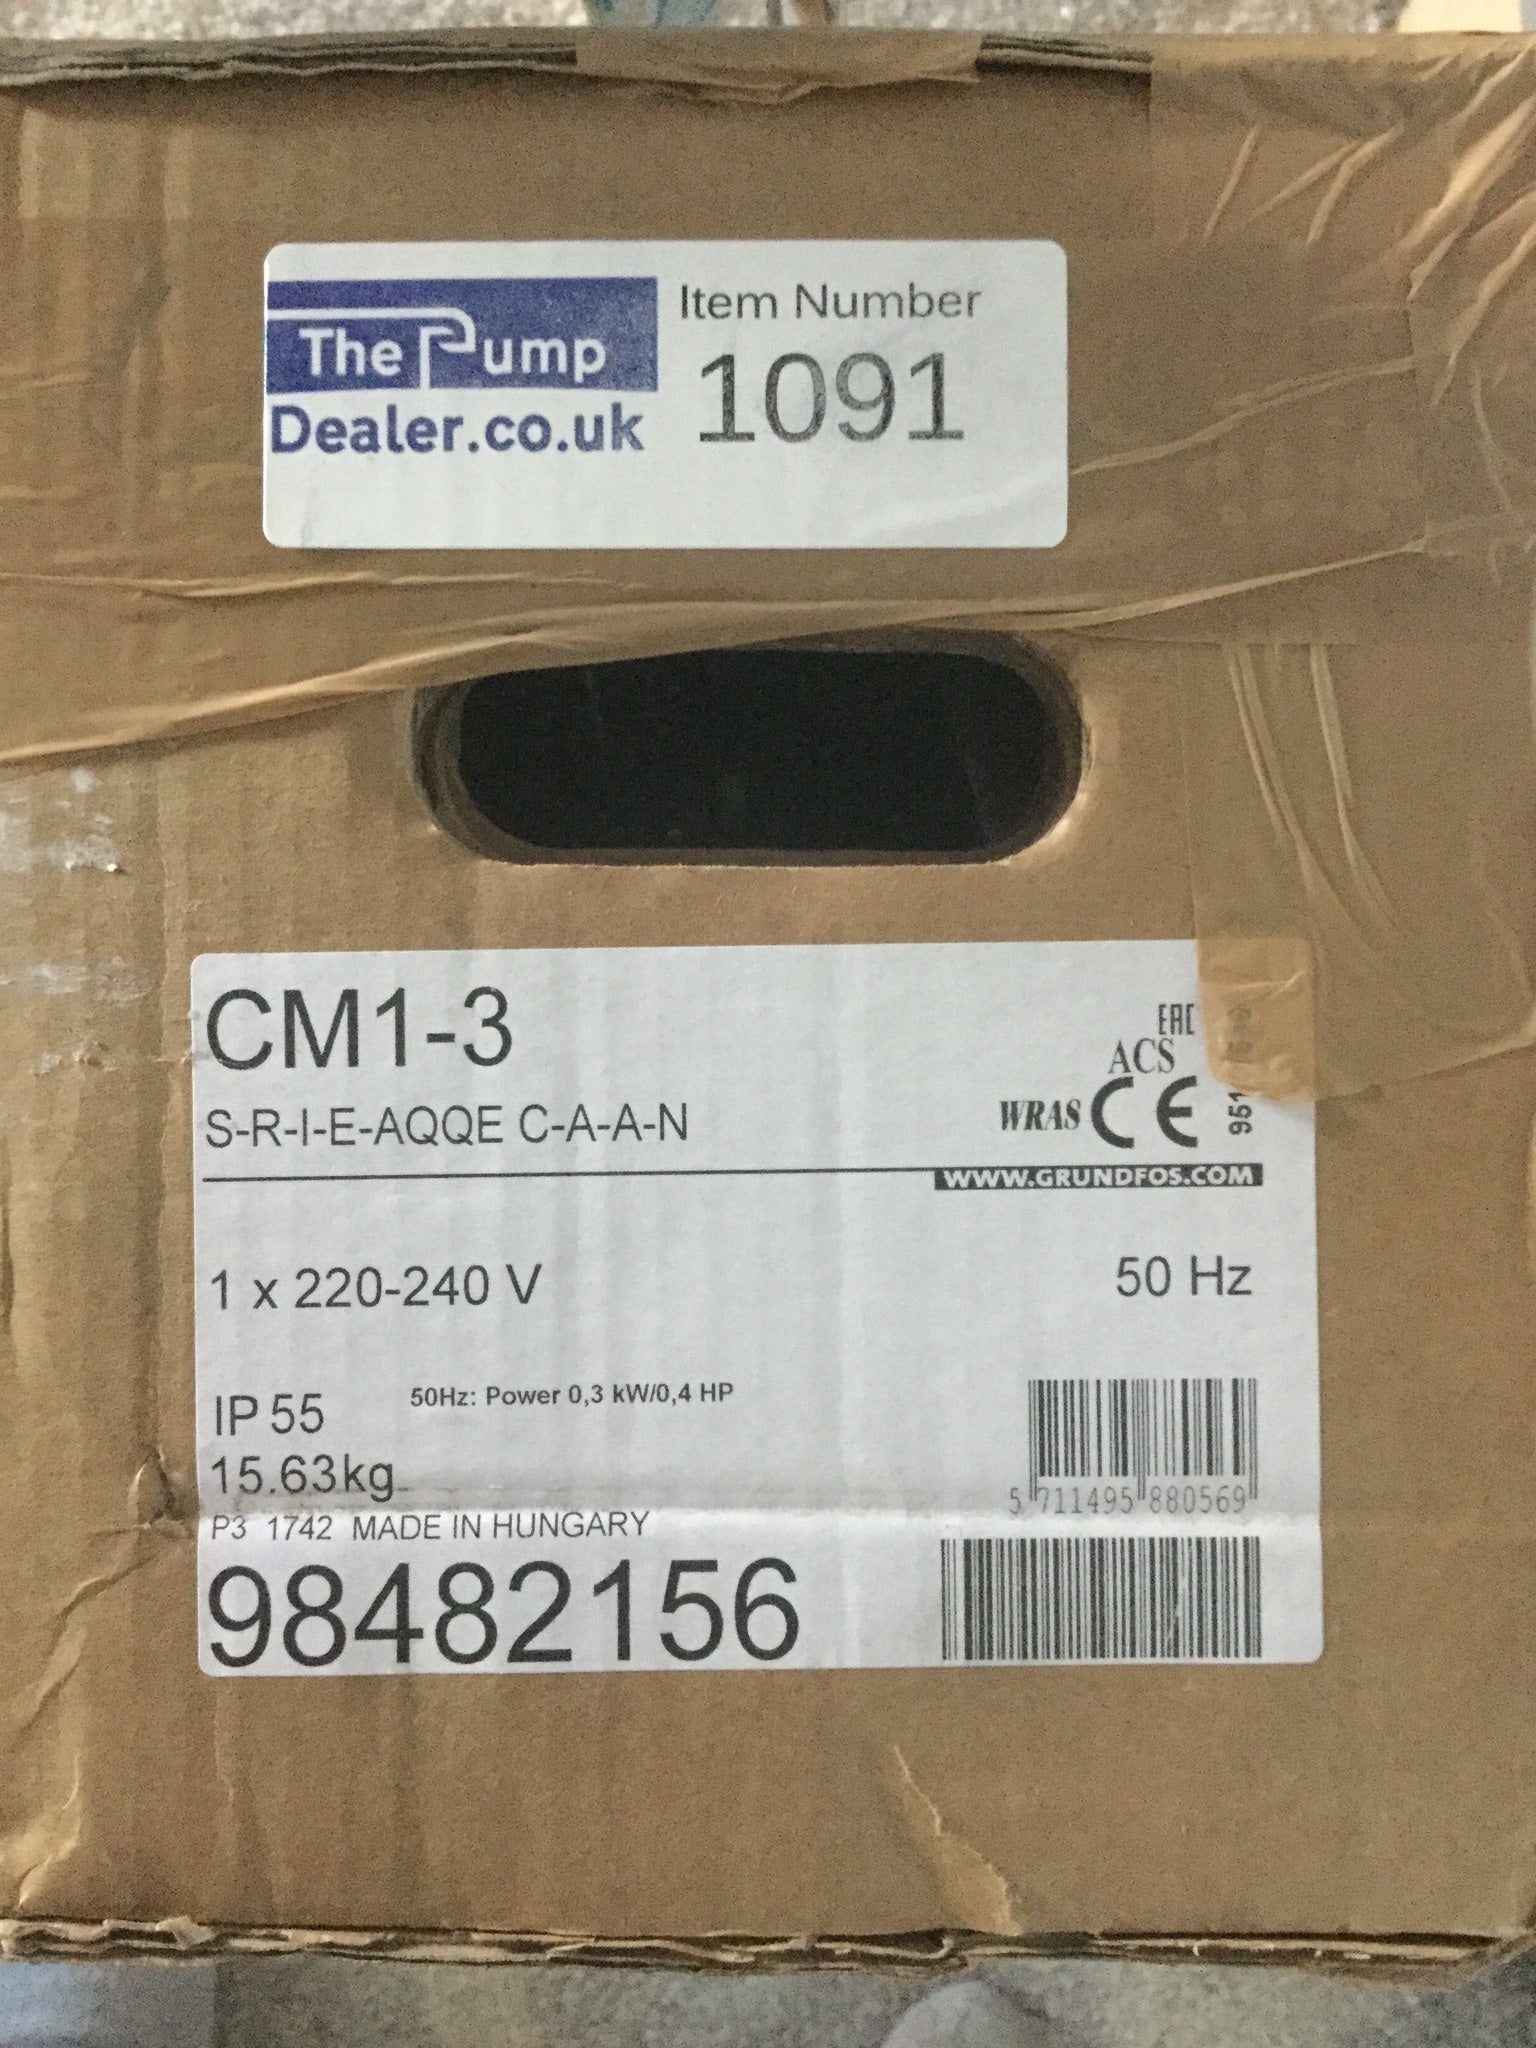 The Pump
Dealer.co.uk
Item Number
1091
CM1-3
S-R-I-E-AQQE C-A-A-N
EAC
ACS
WRAS CE
WWW.GRUNDFOS.COM
1 x 220-240 V
50 Hz
IP 55
50Hz: Power 0,3 kW/0,4 HP
15.63kg
P3 1742 MADE IN HUNGARY
98482156
5 711495 880569